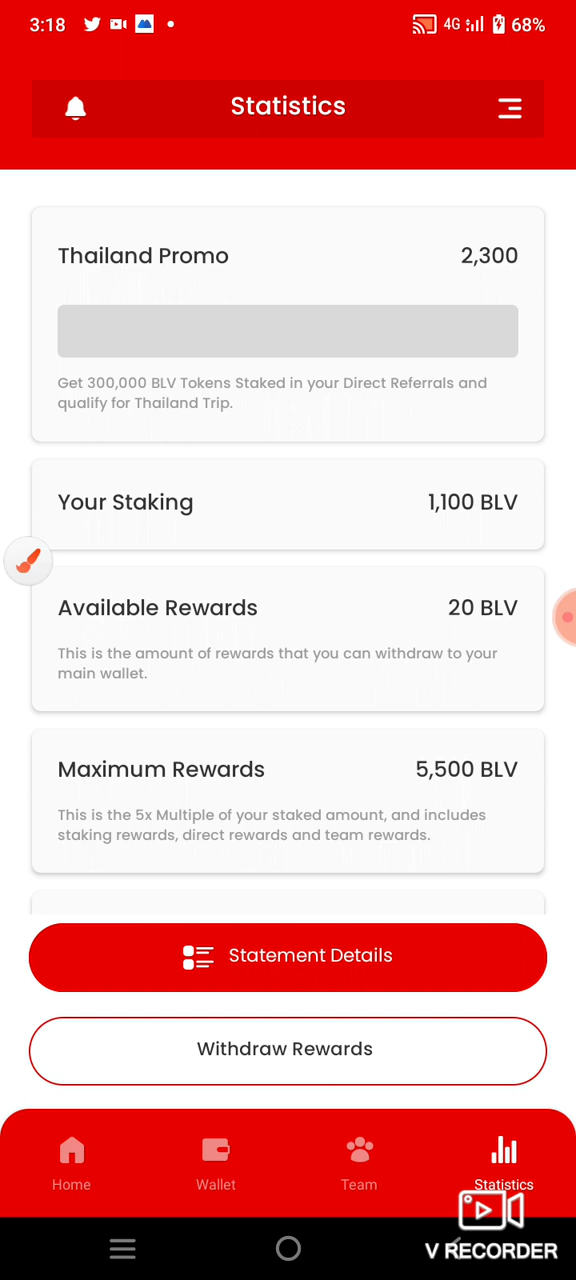 3:18 4G 68%
Statistics
Thailand Promo 2,300
Get 300,000 BLV Tokens Staked in your Direct Referrals and
qualify for Thailand Trip.
Your Staking 1,100 BLV
Available Rewards 20 BLV
This is the amount of rewards that you can withdraw to your
main wallet.
Maximum Rewards 5,500 BLV
This is the 5x Multiple of your staked amount, and includes
staking rewards, direct rewards and team rewards.
Statement Details
Withdraw Rewards
Home Wallet Team Statistics
V RECORDER